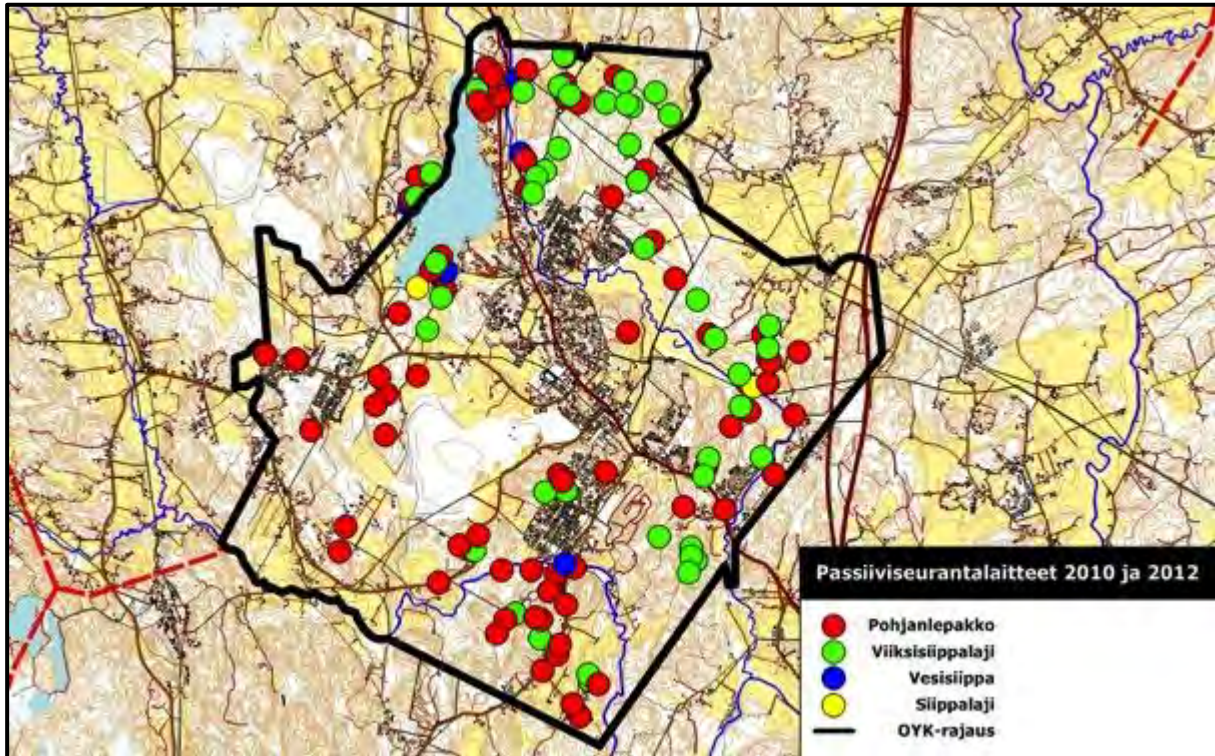 Passiiviseurantalaitteet 2010 ja 2012
Pohjanlepakko
Viiksisiippalaji
Vesisiippa
Siippalaji
OYK-rajaus